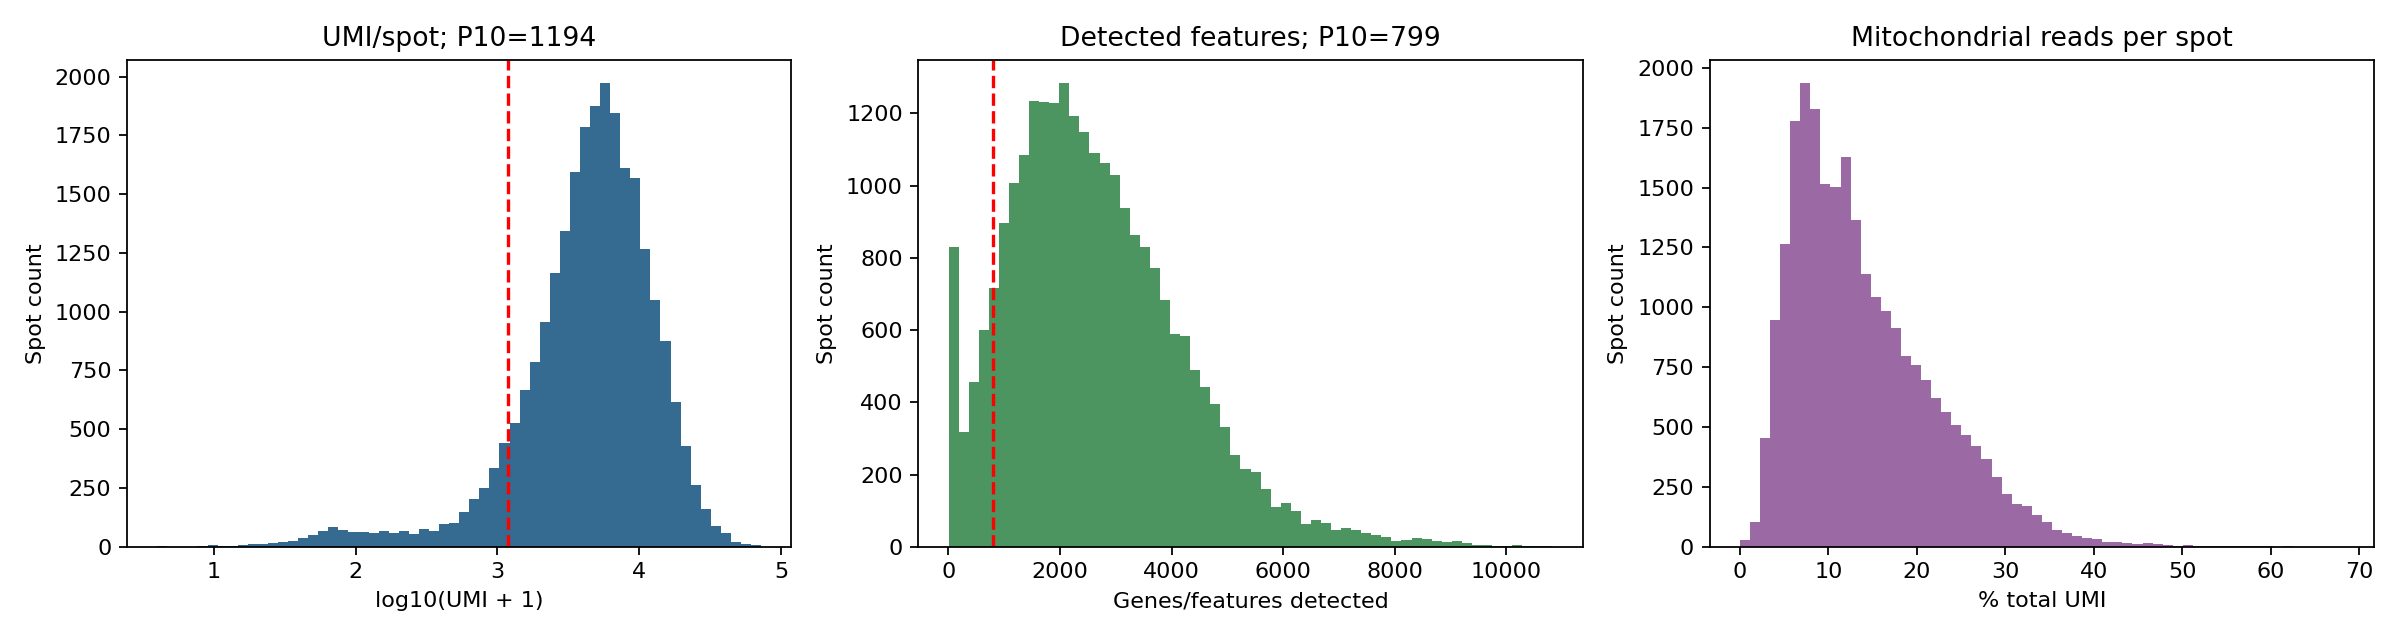 UMI/spot; P10=1194
Spot count
2000
1750
1500
1250
1000
750
500
250
0
1 2 3 4 5
log10(UMI + 1)
Detected features; P10=799
Spot count
1200
1000
800
600
400
200
0
0 2000 4000 6000 8000 10000
Genes/features detected
Mitochondrial reads per spot
Spot count
2000
1750
1500
1250
1000
750
500
250
0
0 10 20 30 40 50 60 70
% total UMI